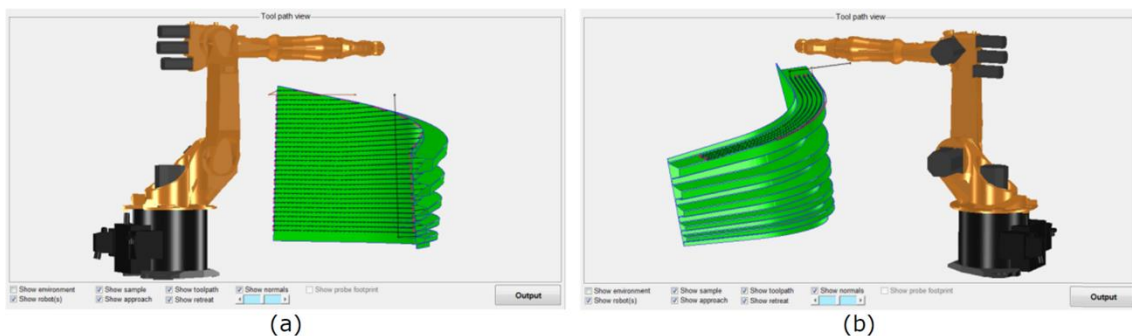 Tool path view
Show environment
Show sample
Show toolpath
Show normals
Show probe footprint
Show robot(s)
Show approach
Show retreat
Output
(a)
Tool path view
Show environment
Show sample
Show toolpath
Show normals
Show probe footprint
Show robot(s)
Show approach
Show retreat
Output
(b)